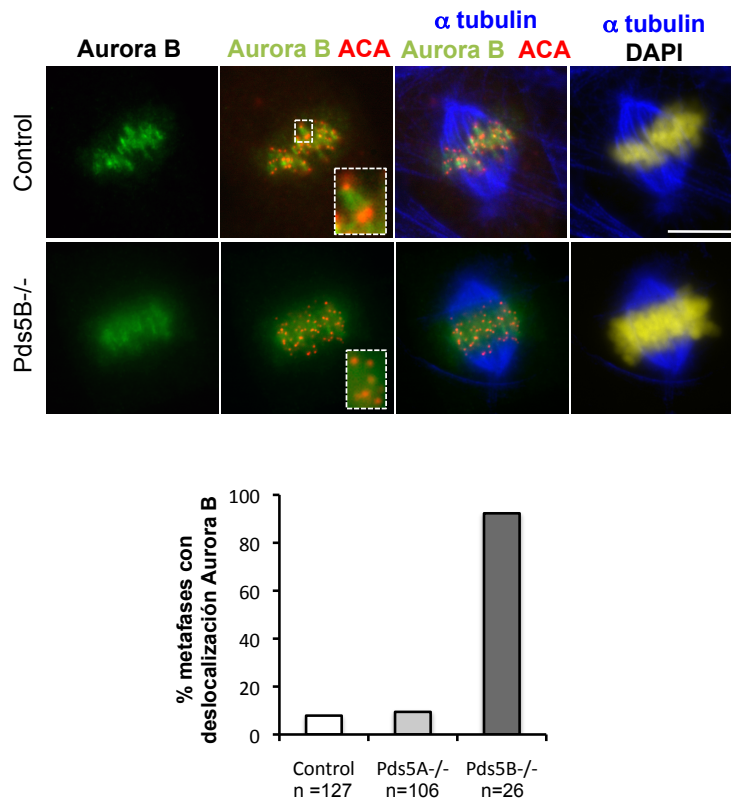 α tubulin α tubulin
Aurora B Aurora B ACA Aurora B ACA DAPI
Control
Pds5B-/-
% metafases con
deslocalización Aurora B
100
80
60
40
20
0
Control Pds5A-/- Pds5B-/-
n =127 n=106 n=26